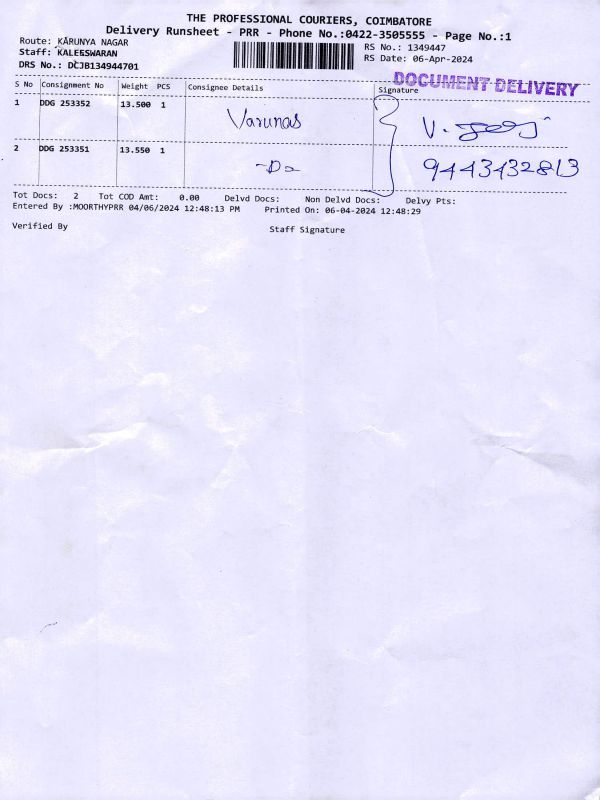 THE PROFESSIONAL COURIERS, COIMBATORE
Delivery Runsheet - PRR - Phone No.:0422-3505555 - Page No.:1
Route: KARUNYA NAGAR
RS No.: 1349447
Staff: KALEESWARAN
RS Date: 06-Apr-2024
DRS No.: DCJB134944701
DOCUMENT DELIVERY
S No Consignment No Weight PCS Consignee Details Signature
1 DDG 253352 13.500 1 Varunas
2 DDG 253351 13.550 1 -Do 9443432813
Tot Docs: 2 Tot COD Amt: 0.00 Delvd Docs: Non Delvd Docs: Delvy Pts:
Entered By :MOORTHYPRR 04/06/2024 12:48:13 PM Printed On: 06-04-2024 12:48:29
Verified By Staff Signature